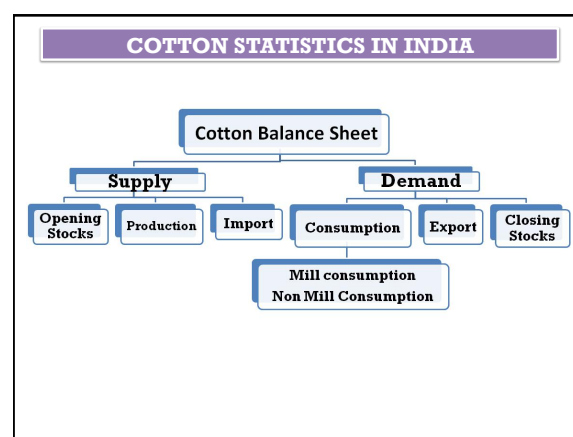 COTTON STATISTICS IN INDIA
Cotton Balance Sheet
Supply
Demand
Opening
Stocks
Production
Import
Consumption
Export
Closing
Stocks
Mill consumption
Non Mill Consumption